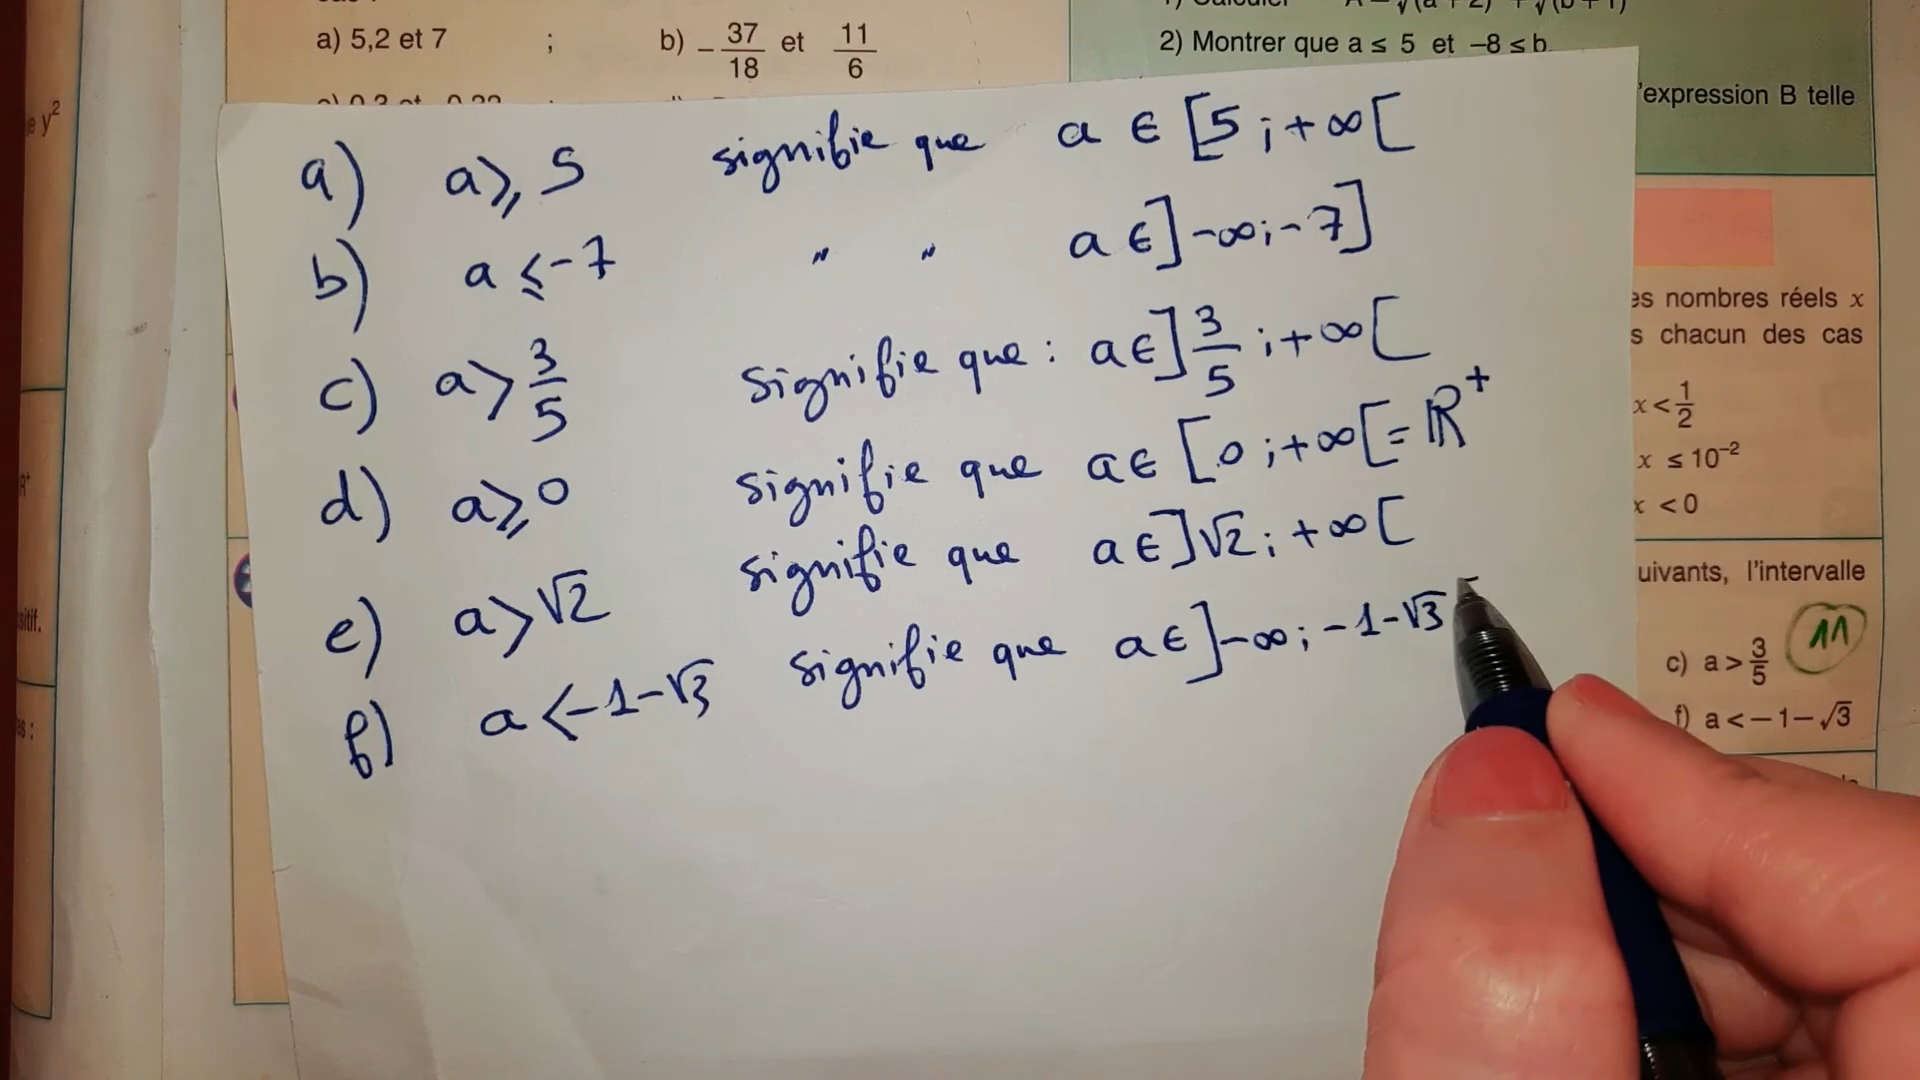 a) 5,2 et 7 ; b) -37/18 et 11/6
2) Montrer que a ≤ 5 et -8 ≤ b
'expression B telle
y²
a) a ≥ 5 signifie que a ∈ [5 ; +∞[
b) a ≤ -7 " " a ∈ ]-∞ ; -7]
c) a > 3/5 Signifie que : a ∈ ]3/5 ; +∞[
d) a ≥ 0 signifie que a ∈ [0 ; +∞[ = ℝ⁺
e) a > √2 signifie que a ∈ ]√2 ; +∞[
f) a < -1-√3 signifie que a ∈ ]-∞ ; -1-√3
es nombres réels x
s chacun des cas
x < 1/2
x ≤ 10⁻²
x < 0
uivants, l'intervalle
11
c) a > 3/5
f) a < -1-√3
sitif.